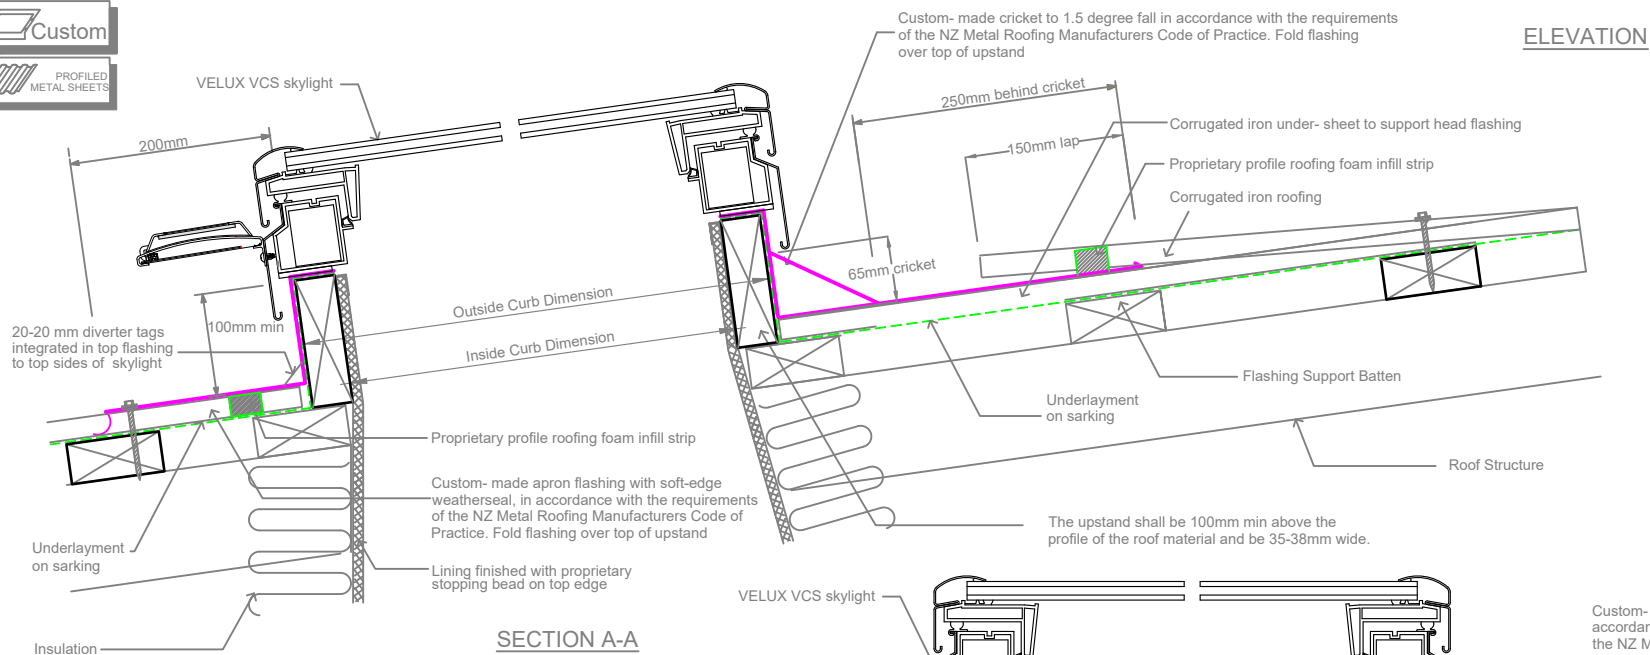 Custom
PROFILED
METAL SHEETS
VELUX VCS skylight
200mm
Custom- made cricket to 1.5 degree fall in accordance with the requirements
of the NZ Metal Roofing Manufacturers Code of Practice. Fold flashing
over top of upstand
ELEVATION
250mm behind cricket
Corrugated iron under- sheet to support head flashing
150mm lap
Proprietary profile roofing foam infill strip
Corrugated iron roofing
65mm cricket
100mm min
Outside Curb Dimension
Inside Curb Dimension
20-20 mm diverter tags
integrated in top flashing
to top sides of skylight
Flashing Support Batten
Underlayment
on sarking
Proprietary profile roofing foam infill strip
Roof Structure
Custom- made apron flashing with soft-edge
weatherseal, in accordance with the requirements
of the NZ Metal Roofing Manufacturers Code of
Practice. Fold flashing over top of upstand
The upstand shall be 100mm min above the
profile of the roof material and be 35-38mm wide.
Underlayment
on sarking
Lining finished with proprietary
stopping bead on top edge
VELUX VCS skylight
SECTION A-A
Insulation
Custom-
accordan
the NZ M